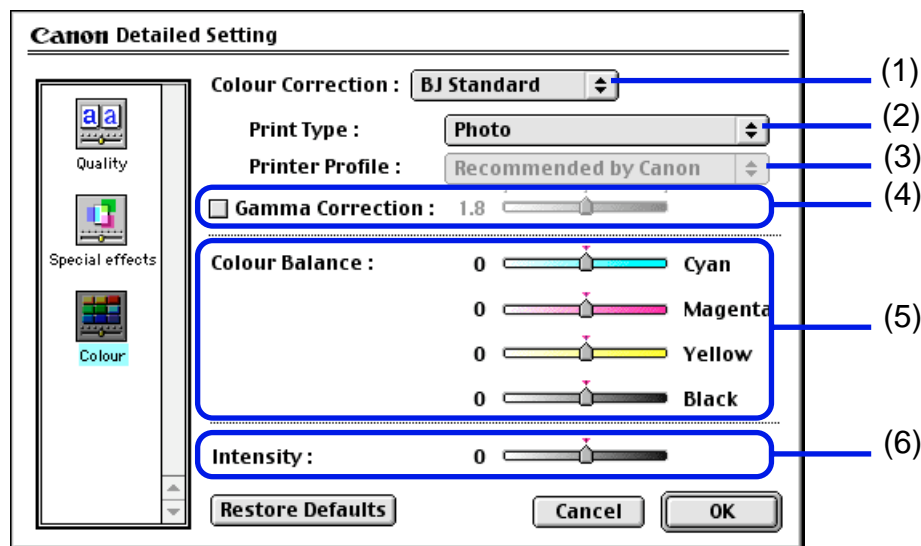 Canon Detailed Setting
Colour Correction : BJ Standard (1)
Print Type : Photo (2)
Printer Profile : Recommended by Canon (3)
Gamma Correction : 1.8 (4)
Colour Balance : 0 Cyan
0 Magenta
(5)
0 Yellow
0 Black
Intensity : 0 (6)
aa
Quality
Special effects
Colour
Restore Defaults Cancel OK